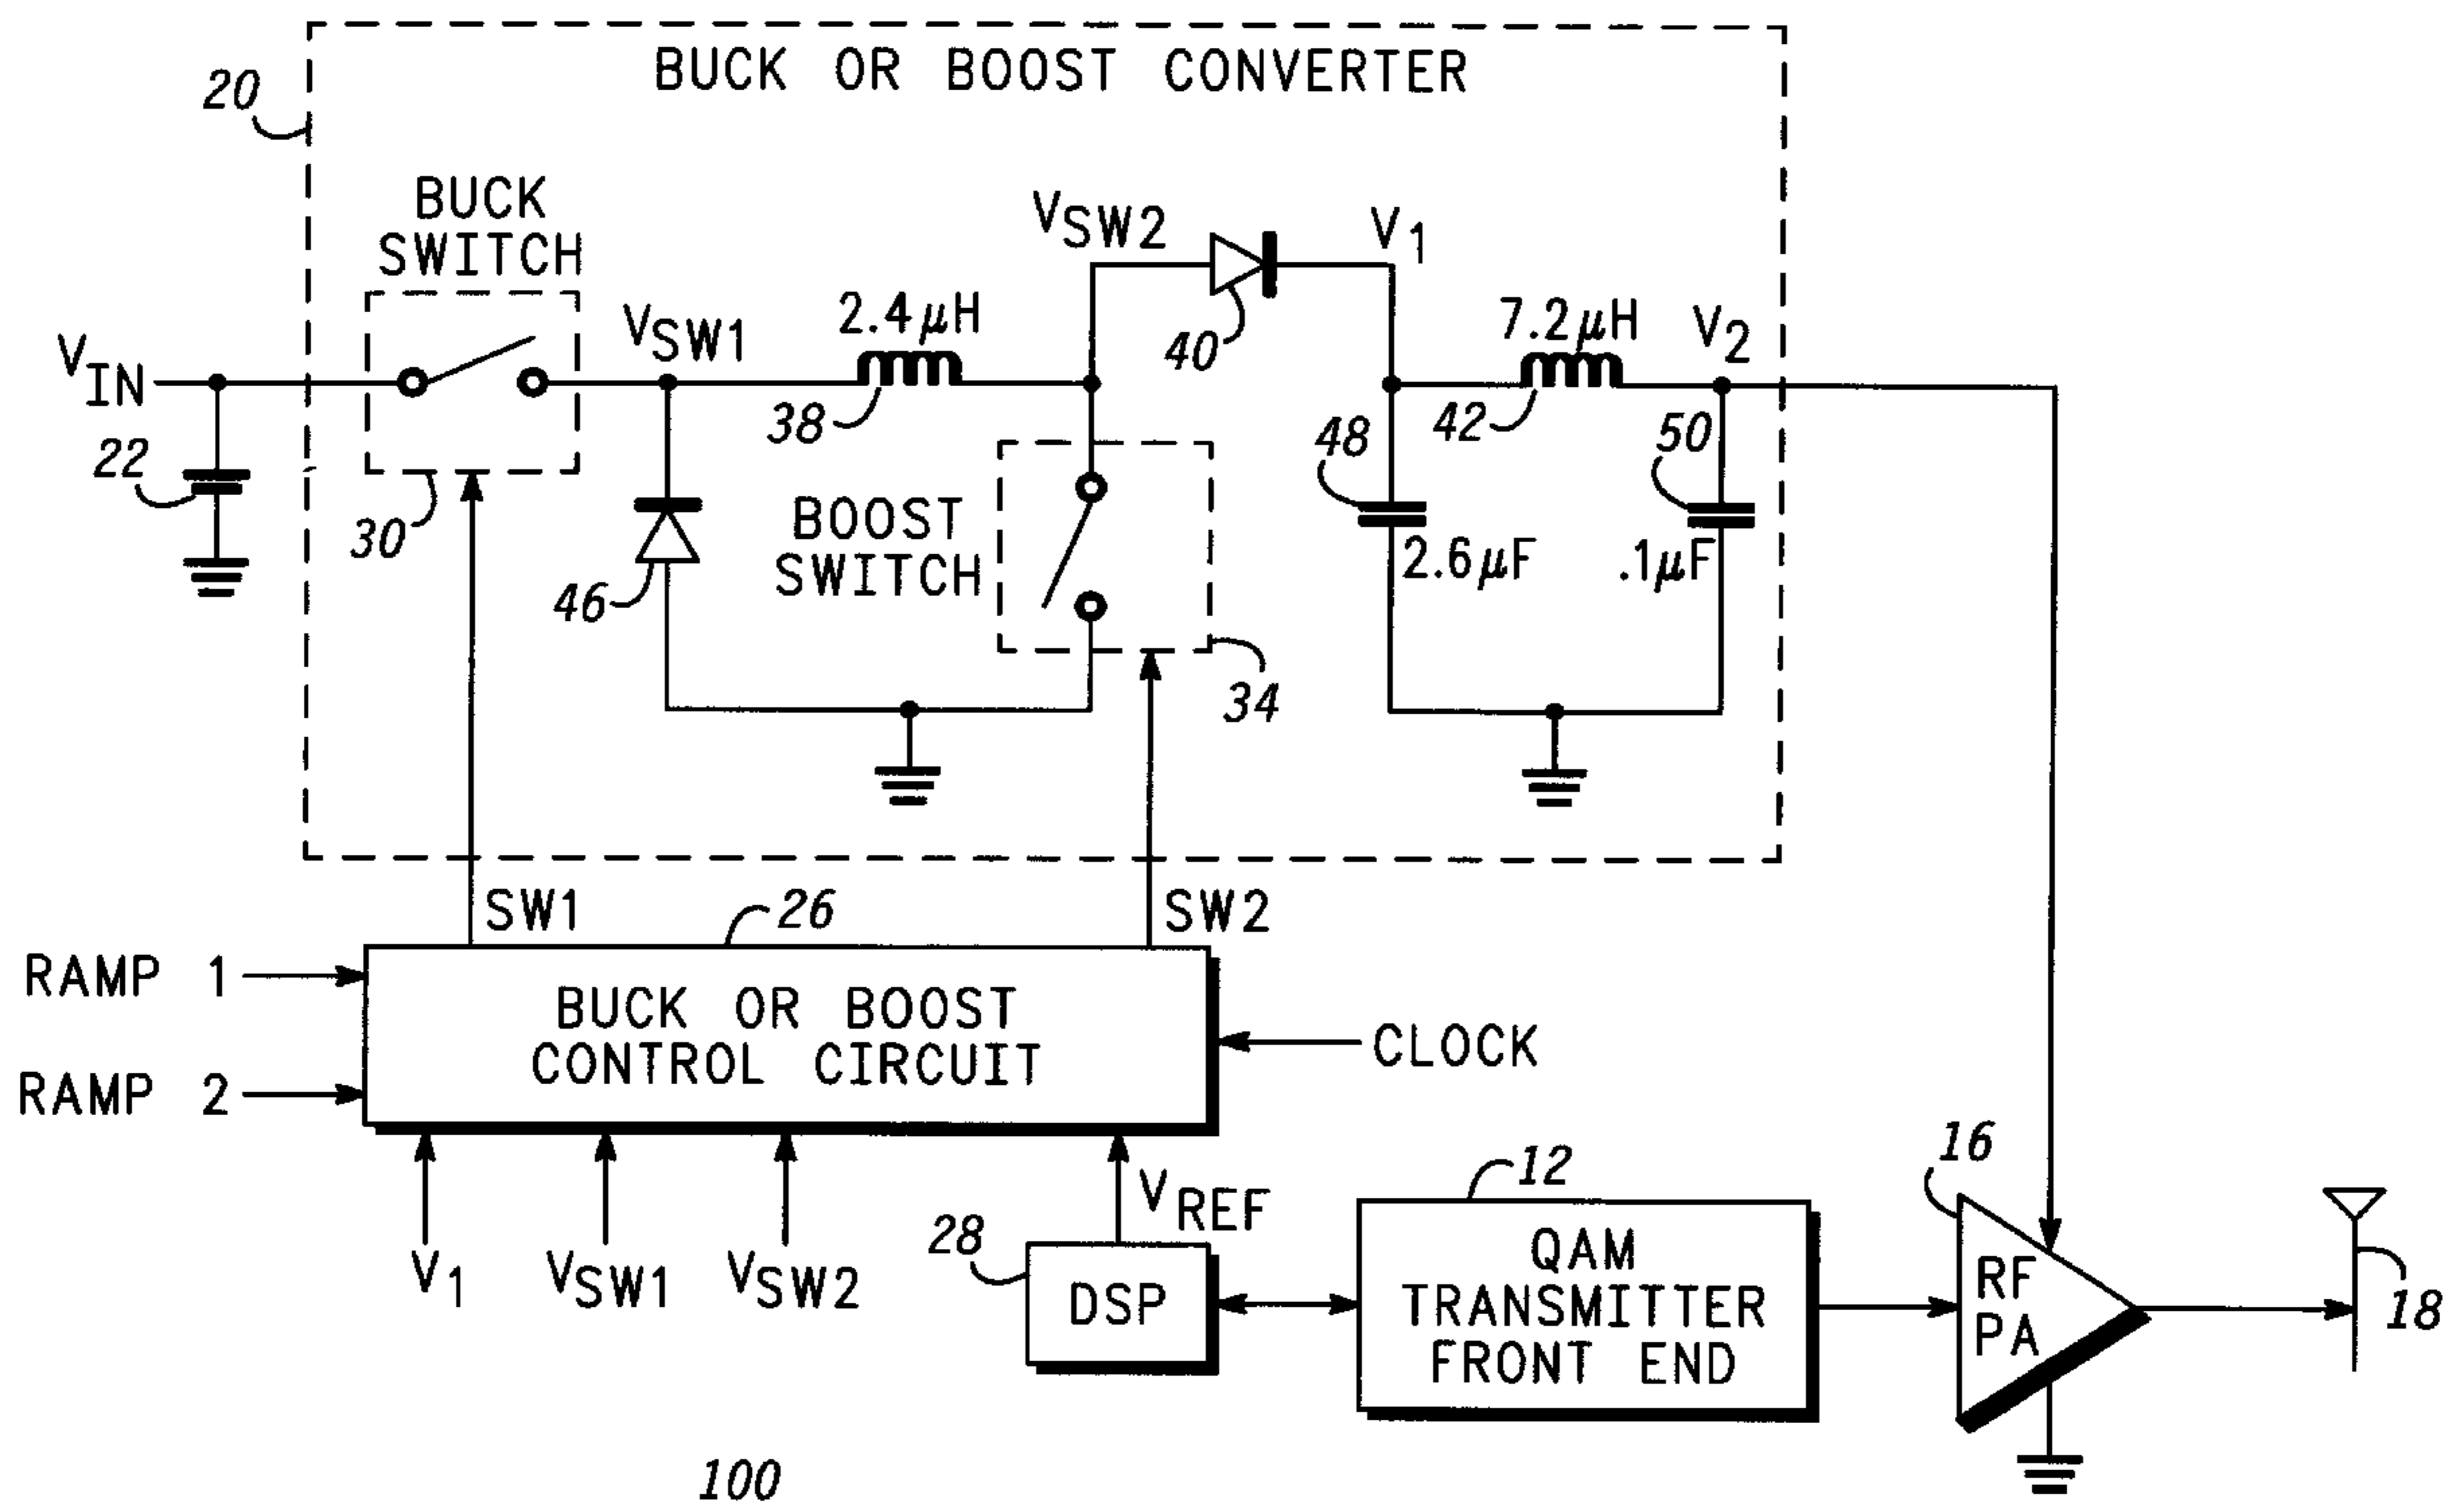 BUCK OR BOOST CONVERTER
20
BUCK
SWITCH
VSW2
V1
VIN
VSW1
2.4μH
40
7.2μH
V2
22
30
38
48
42
50
46
BOOST
SWITCH
2.6μF
.1μF
34
SW1
26
SW2
RAMP 1
BUCK OR BOOST
CONTROL CIRCUIT
CLOCK
RAMP 2
V1
VSW1
VSW2
VREF
28
DSP
12
QAM
TRANSMITTER
FRONT END
16
RF
PA
18
100